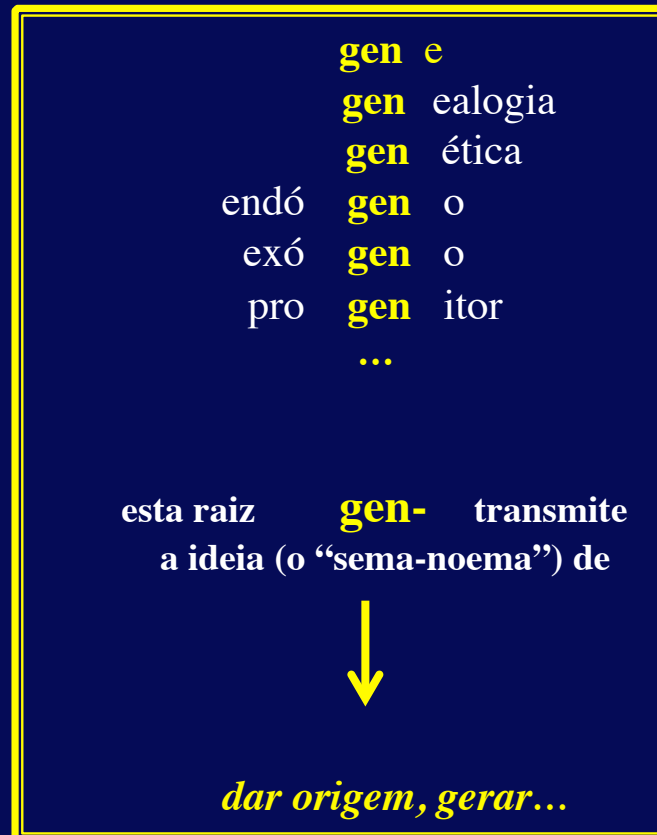 gen e
gen ealogia
gen ética
endó gen o
exó gen o
pro gen itor
...
esta raiz gen- transmite
a ideia (o “sema-noema”) de
dar origem, gerar…